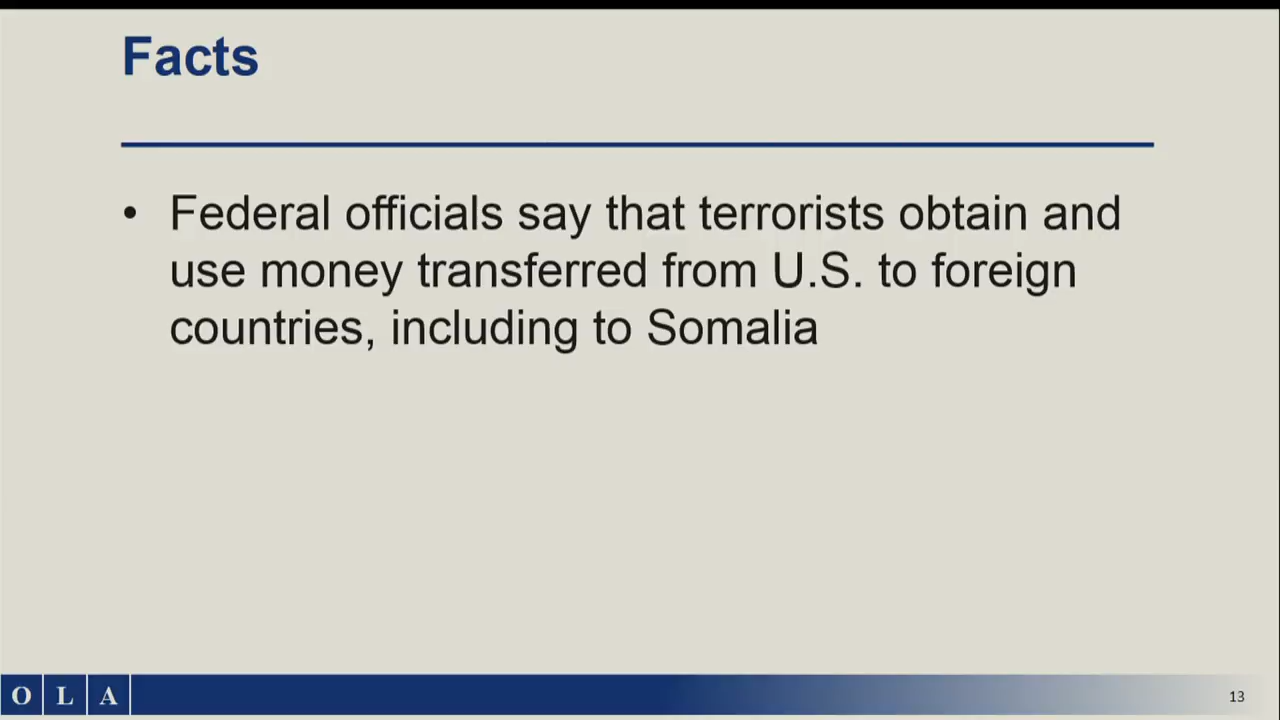 Facts
• Federal officials say that terrorists obtain and
use money transferred from U.S. to foreign
countries, including to Somalia
O L A
13